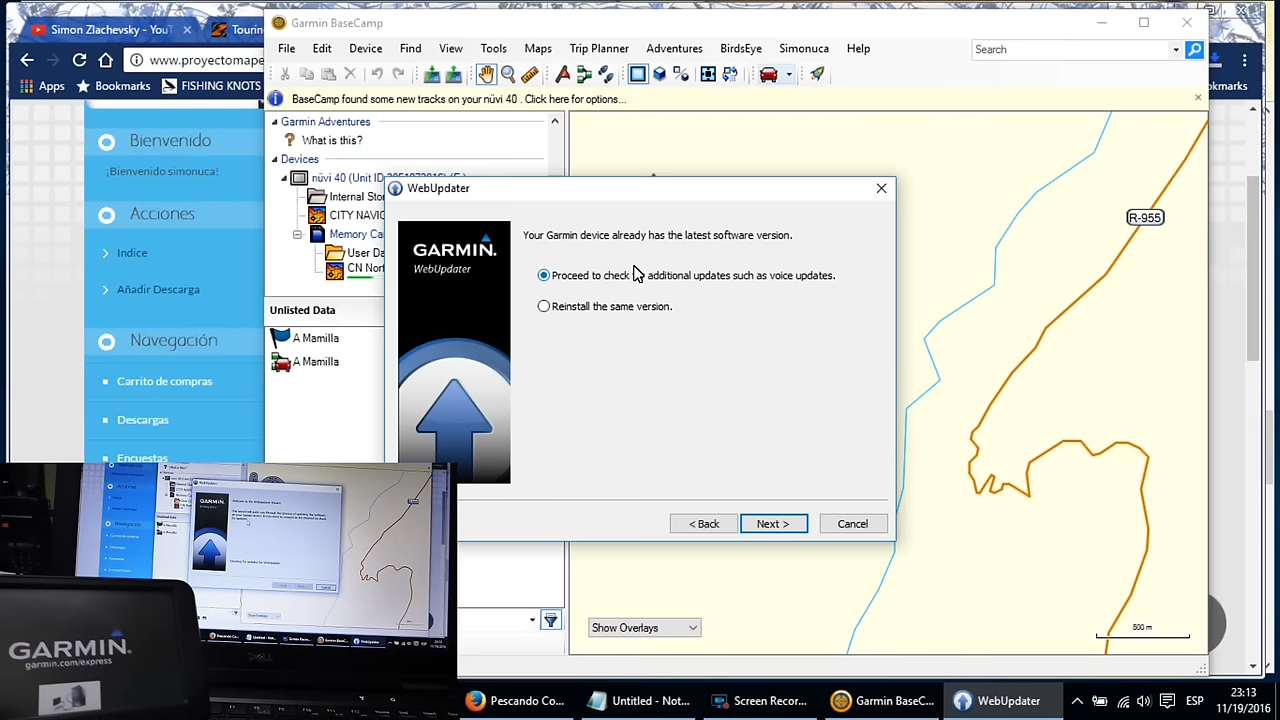 Simon Zlachevsky - YouT
Tourin
Garmin BaseCamp
www.proyectomape
Apps
Bookmarks
FISHING KNOTS
kmarks
File
Edit
Device
Find
View
Tools
Maps
Trip Planner
Adventures
BirdsEye
Simonuca
Help
Search
BaseCamp found some new tracks on your nüvi 40 . Click here for options...
Bienvenido
¡Bienvenido simonuca!
Acciones
Indice
Añadir Descarga
Navegación
Carrito de compras
Descargas
Encuestas
Garmin Adventures
What is this?
Devices
nüvi 40 (Unit ID
Internal Sto
CITY NAVIG
Memory Ca
User Da
CN Nort
Unlisted Data
A Mamilla
A Mamilla
WebUpdater
GARMIN.
WebUpdater
Your Garmin device already has the latest software version.
Proceed to check additional updates such as voice updates.
Reinstall the same version.
< Back
Next >
Cancel
R-955
Show Overlays
500 m
GARMIN.
garmin.com/express
DELL
Pescando Co...
Untitled - Not...
Screen Recor...
Garmin BaseC...
WebUpdater
ESP
23:13
11/19/2016